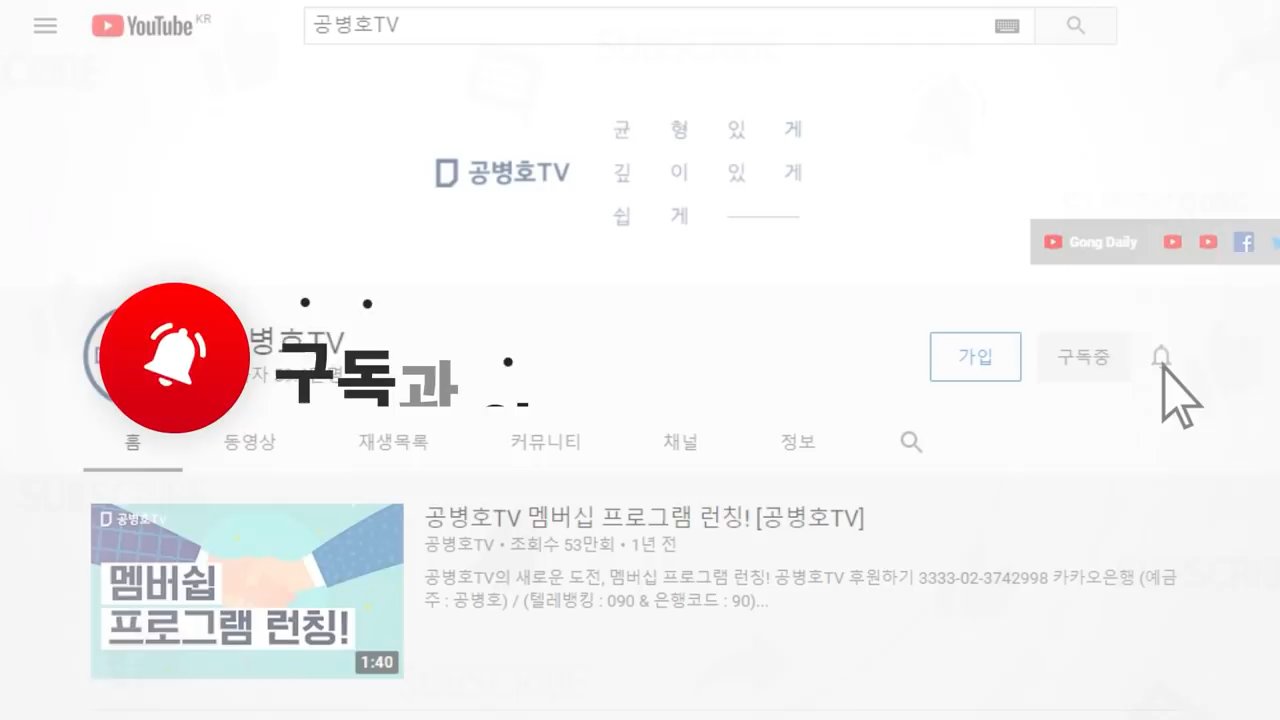 YouTube KR
공병호TV
균 형 있 게
공병호TV
깊 이 있 게
쉽 게
Gong Daily
병호TV
가입
구독중
구독과
홈
동영상
재생목록
커뮤니티
채널
정보
공병호TV
멤버쉽
프로그램 런칭!
1:40
공병호TV 멤버십 프로그램 런칭! [공병호TV]
공병호TV • 조회수 53만회 • 1년 전
공병호TV의 새로운 도전, 멤버십 프로그램 런칭! 공병호TV 후원하기 3333-02-3742998 카카오은행 (예금
주 : 공병호) / (텔레뱅킹 : 090 & 은행코드 : 90)...